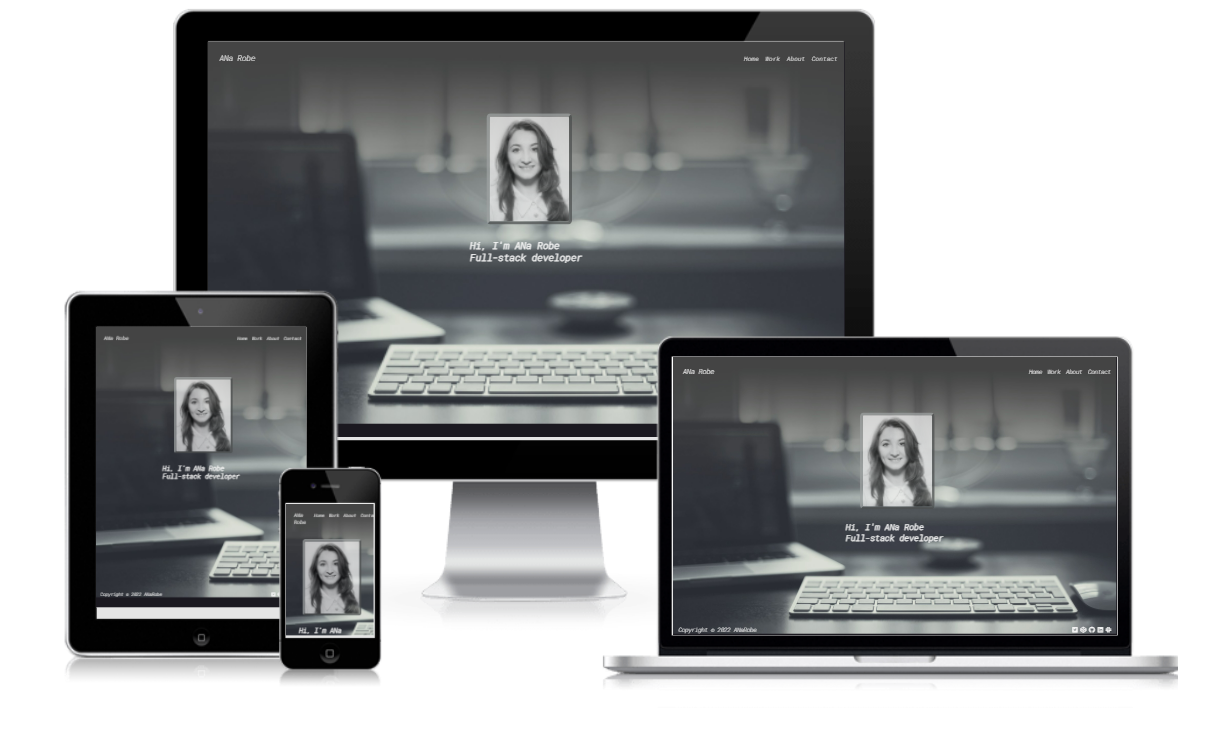 ANa Robe
Home Work About Contact
Hi, I'm ANa Robe
Full-stack developer
ANa Robe
Home Work About Contact
Hi, I'm ANa Robe
Full-stack developer
Copyright © 2022 ANaRobe
ANa
Robe
Home Work About Conta
Hi, I'm ANa
ANa Robe
Home Work About Contact
Hi, I'm ANa Robe
Full-stack developer
Copyright © 2022 ANaRobe